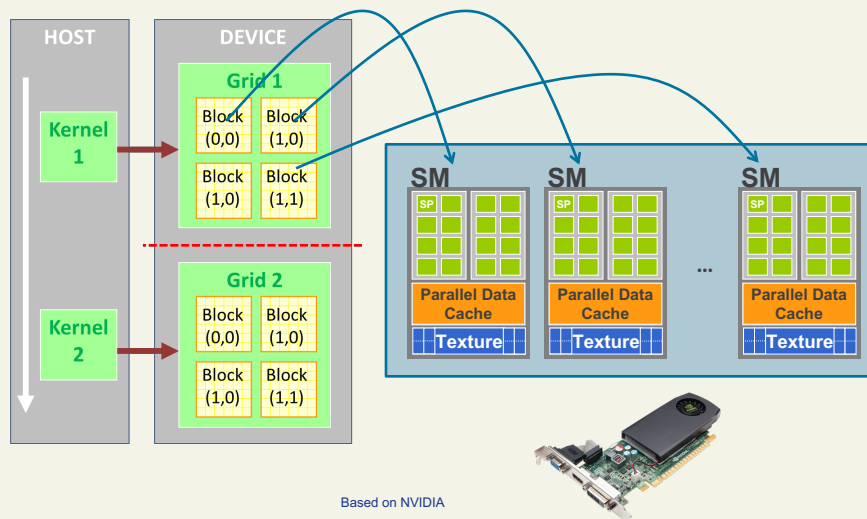 HOST
DEVICE
Grid 1
Kernel
1
Block
(0,0)
Block
(1,0)
Block
(1,0)
Block
(1,1)
Grid 2
Kernel
2
Block
(0,0)
Block
(1,0)
Block
(1,0)
Block
(1,1)
SM
SP
Parallel Data
Cache
Texture
SM
SP
Parallel Data
Cache
Texture
...
SM
Parallel Data
Cache
Texture
Based on NVIDIA